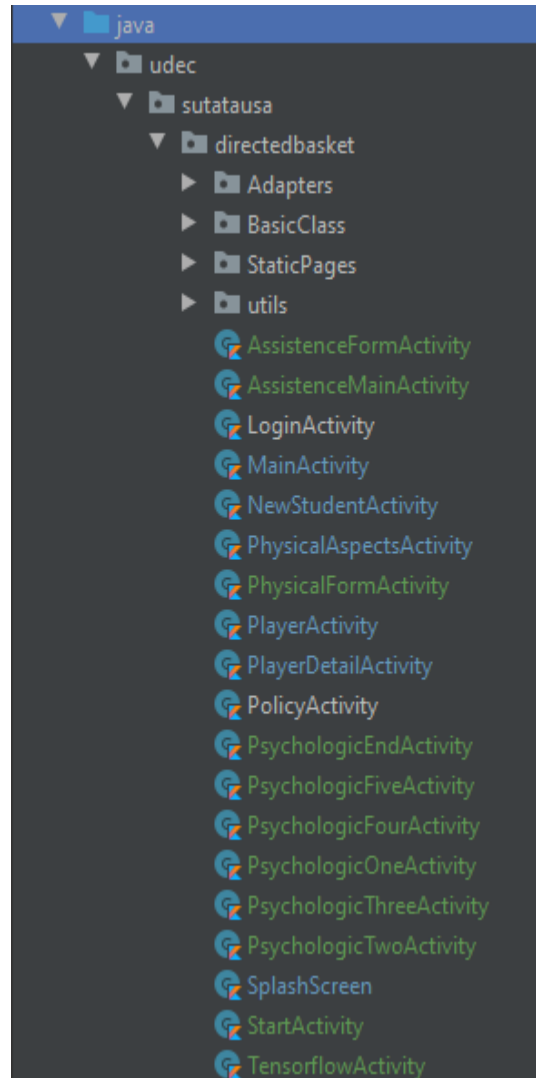 java
udec
sutatausa
directedbasket
Adapters
BasicClass
StaticPages
utils
AssistenceFormActivity
AssistenceMainActivity
LoginActivity
MainActivity
NewStudentActivity
PhysicalAspectsActivity
PhysicalFormActivity
PlayerActivity
PlayerDetailActivity
PolicyActivity
PsychologicEndActivity
PsychologicFiveActivity
PsychologicFourActivity
PsychologicOneActivity
PsychologicThreeActivity
PsychologicTwoActivity
SplashScreen
StartActivity
TensorflowActivity